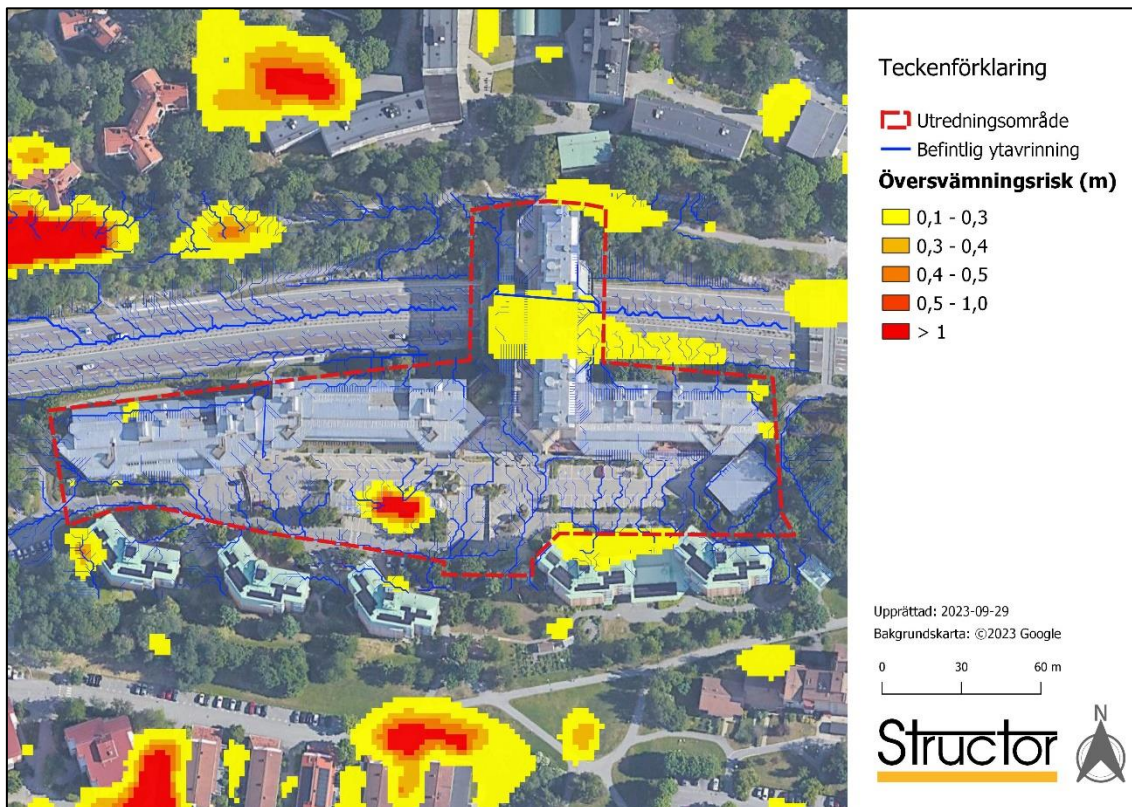 Teckenförklaring
Utredningsområde
Befintlig ytavrinning
Översvämningsrisk (m)
0,1 - 0,3
0,3 - 0,4
0,4 - 0,5
0,5 - 1,0
> 1
Upprättad: 2023-09-29
Bakgrundskarta: ©2023 Google
0 30 60 m
Structor
N